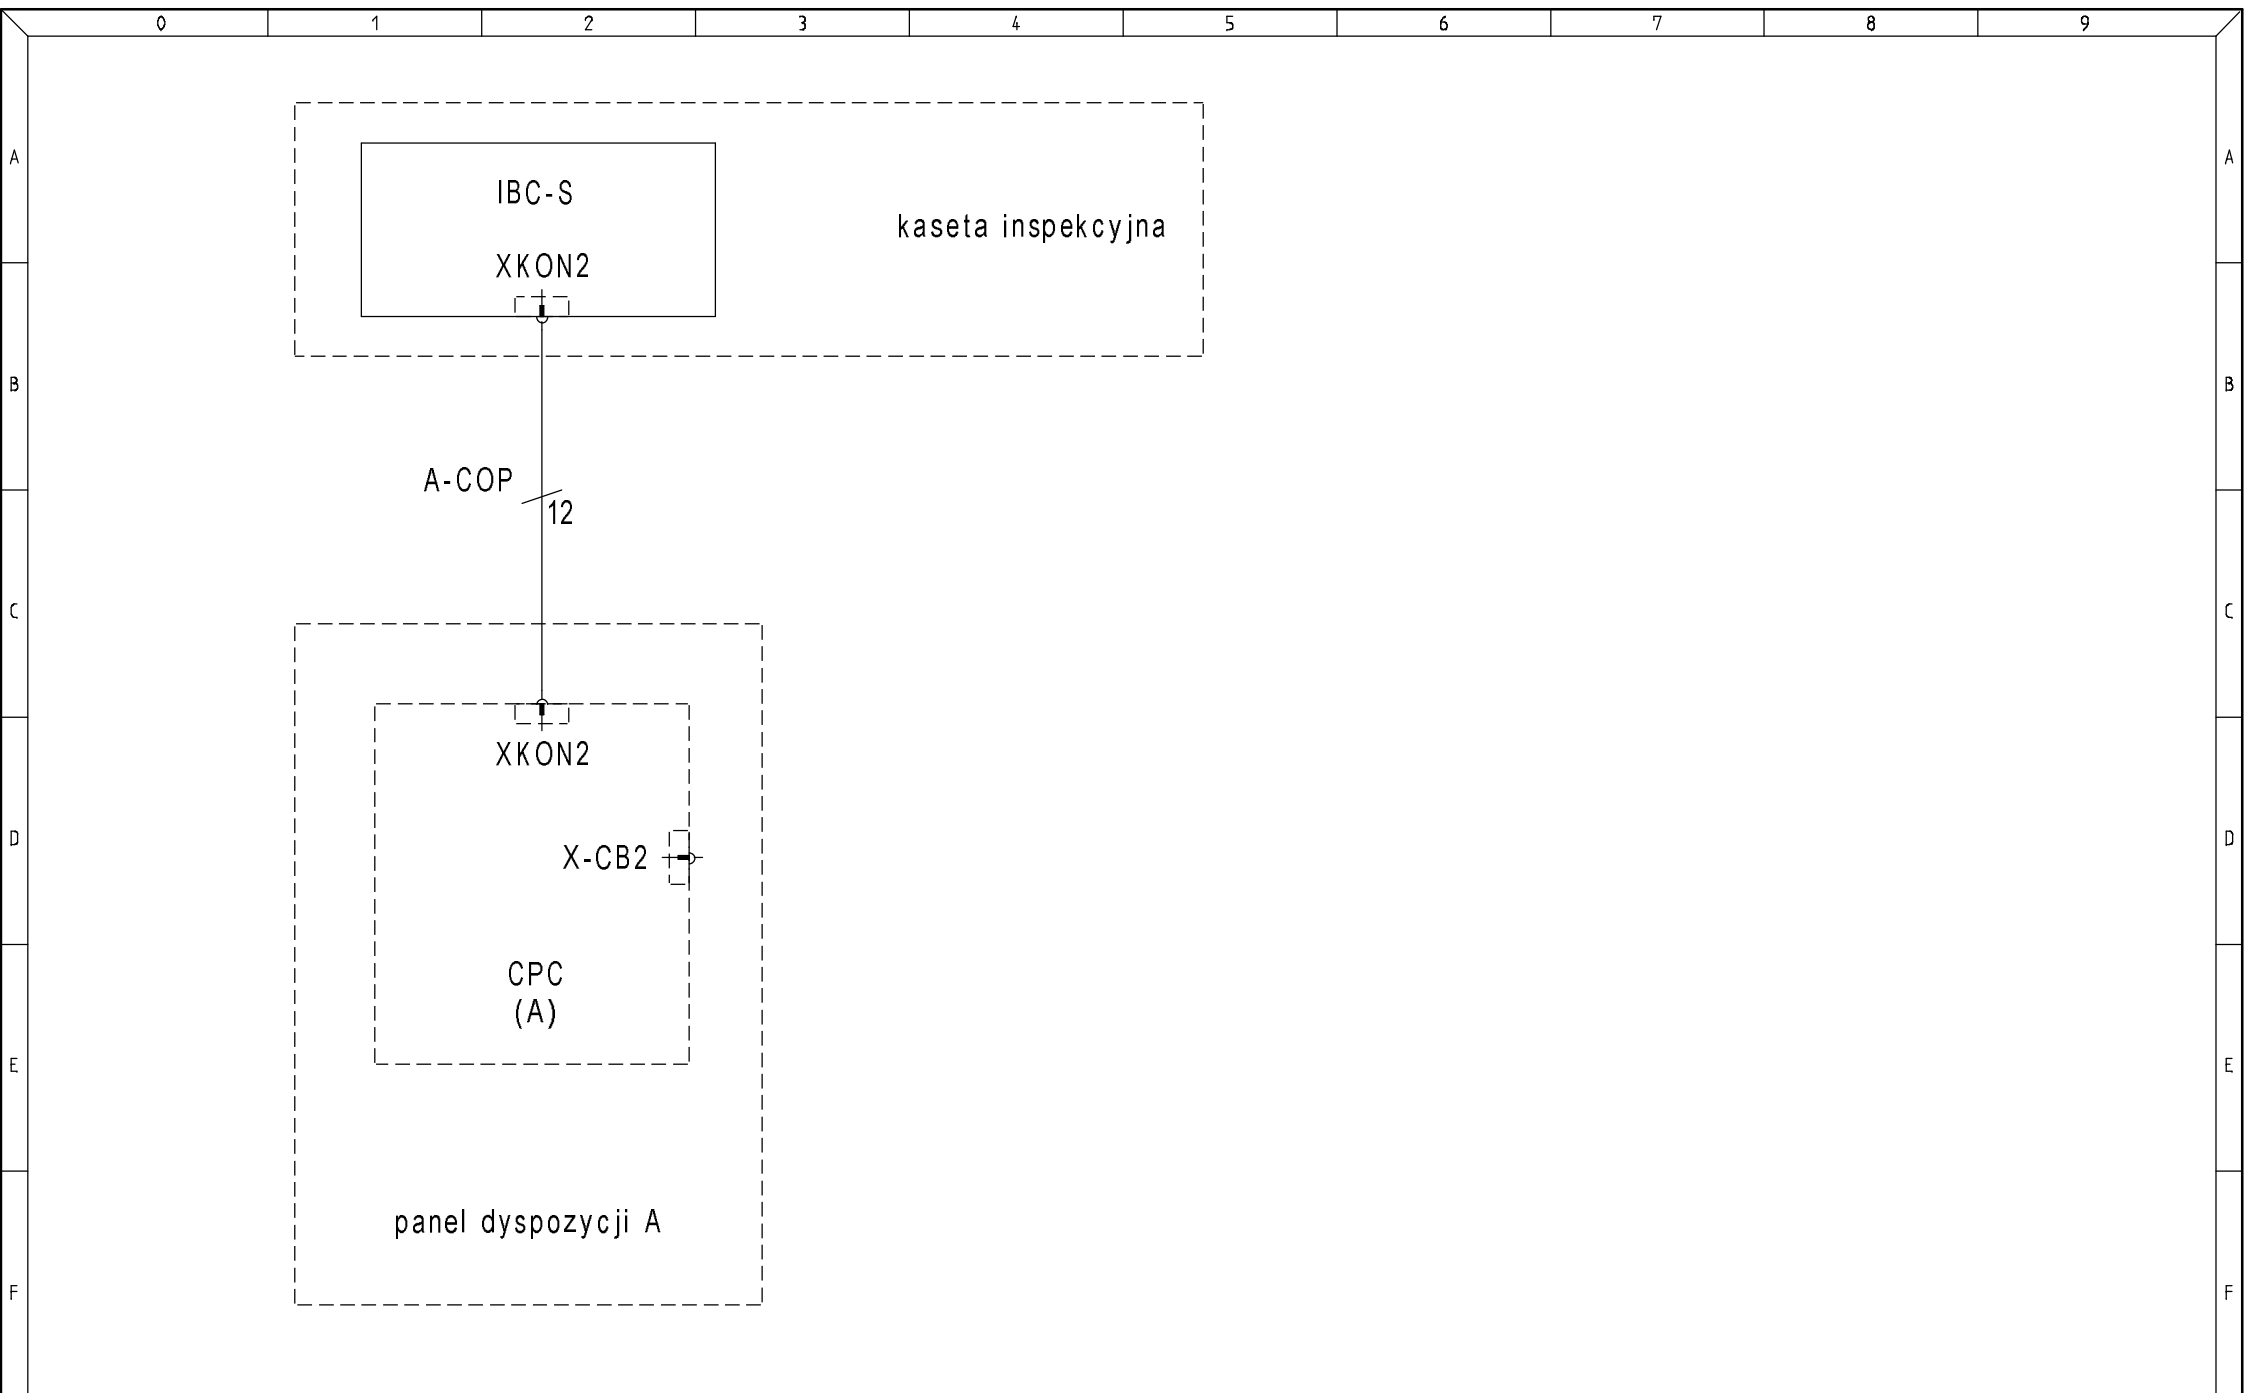 0 1 2 3 4 5 6 7 8 9
A A
IBC-S
kaseta inspekcyjna
XKON2
B B
A-COP
12
C C
XKON2
D D
X-CB2
CPC
(A)
E E
panel dyspozycji A
F F